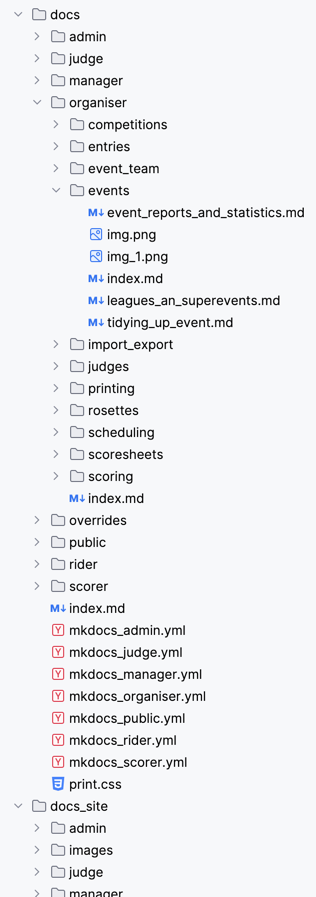 docs
admin
judge
manager
organiser
competitions
entries
event_team
events
M↓ event_reports_and_statistics.md
img.png
img_1.png
M↓ index.md
M↓ leagues_an_superevents.md
M↓ tidying_up_event.md
import_export
judges
printing
rosettes
scheduling
scoresheets
scoring
M↓ index.md
overrides
public
rider
scorer
M↓ index.md
Y mkdocs_admin.yml
Y mkdocs_judge.yml
Y mkdocs_manager.yml
Y mkdocs_organiser.yml
Y mkdocs_public.yml
Y mkdocs_rider.yml
Y mkdocs_scorer.yml
print.css
docs_site
admin
images
judge
manager